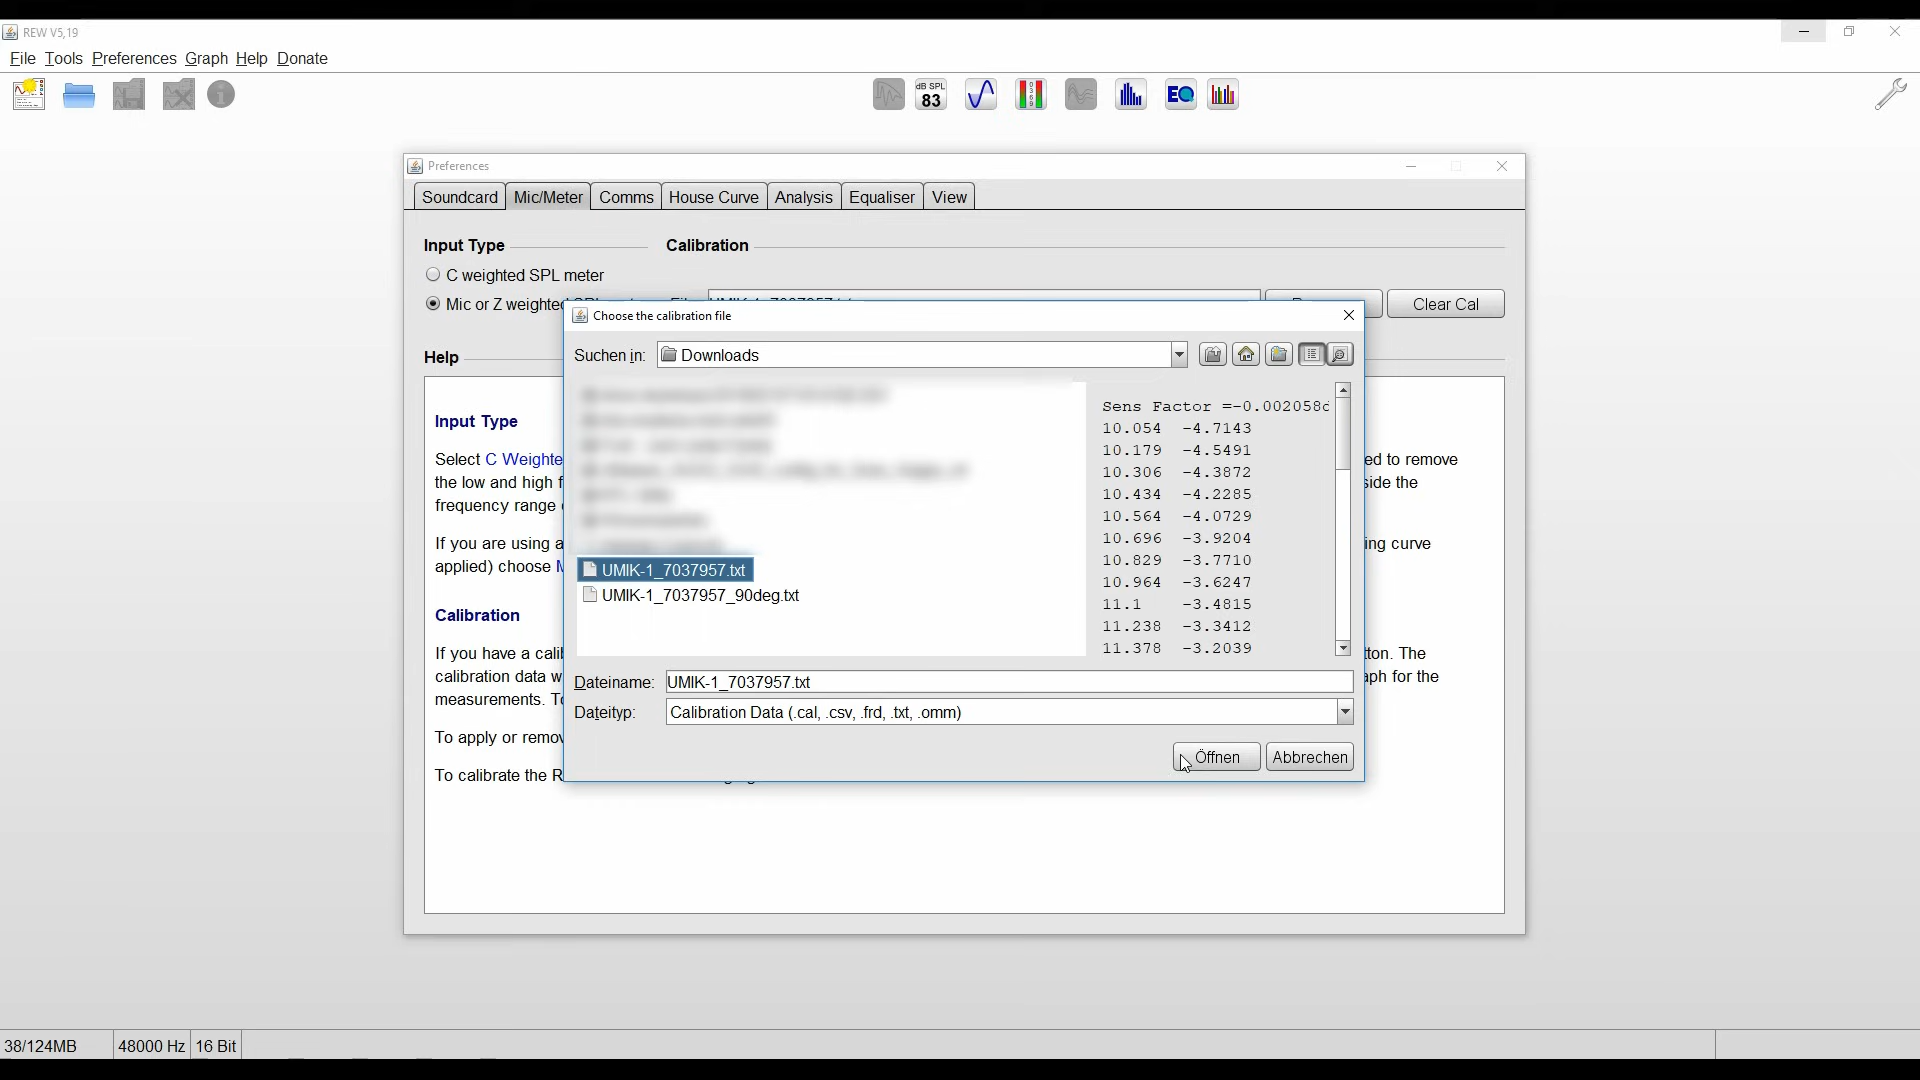 REW V5,19
File Tools Preferences Graph Help Donate
dB SPL
83
EQ
Preferences
Soundcard Mic/Meter Comms House Curve Analysis Equaliser View
Input Type
Calibration
C weighted SPL meter
Mic or Z weighted
Clear Cal
Choose the calibration file
Suchen in: Downloads
Help
Input Type
Select C Weighte
ed to remove
the low and high f
side the
frequency range
If you are using a
ing curve
applied) choose
Calibration
If you have a cali
tton. The
calibration data w
aph for the
measurements. To
To apply or remov
To calibrate the R
Sens Factor =-0.002058d
10.054 -4.7143
10.179 -4.5491
10.306 -4.3872
10.434 -4.2285
10.564 -4.0729
10.696 -3.9204
10.829 -3.7710
10.964 -3.6247
11.1 -3.4815
11.238 -3.3412
11.378 -3.2039
UMIK-1_7037957.txt
UMIK-1_7037957_90deg.txt
Dateiname: UMIK-1_7037957.txt
Dateityp: Calibration Data (.cal, .csv, .frd, .txt, .omm)
Öffnen Abbrechen
38/124MB 48000 Hz 16 Bit